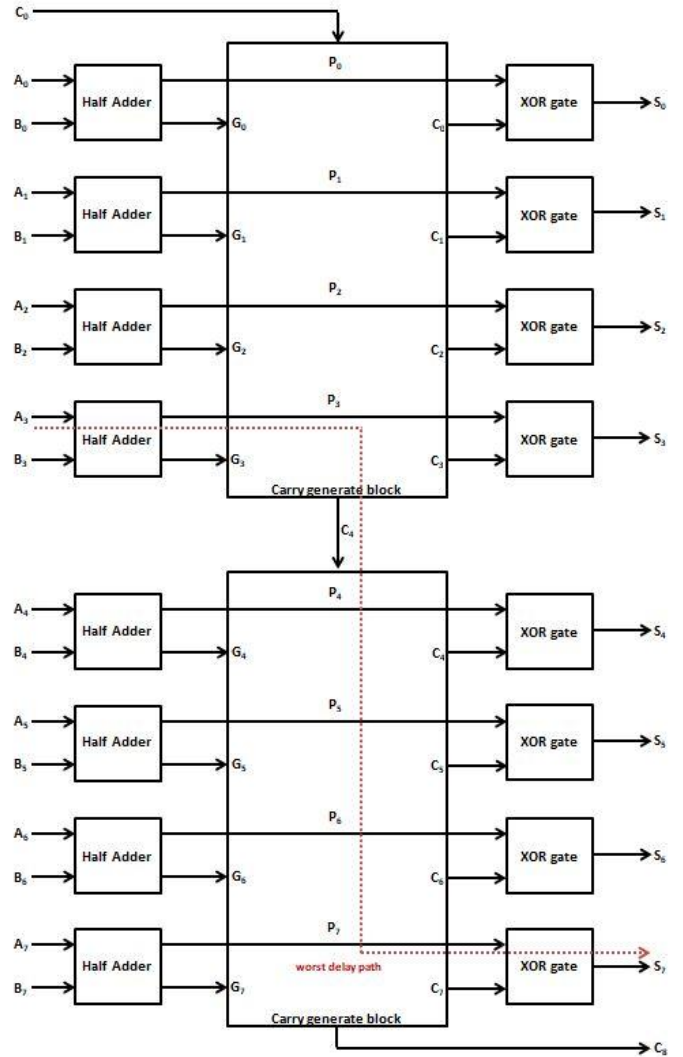 C₀
P₀
A₀ Half Adder XOR gate S₀
B₀ G₀ C₀
P₁
A₁ Half Adder XOR gate S₁
B₁ G₁ C₁
P₂
A₂ Half Adder XOR gate S₂
B₂ G₂ C₂
P₃
A₃ Half Adder XOR gate S₃
B₃ G₃ C₃
Carry generate block
C₄
P₄
A₄ Half Adder XOR gate S₄
B₄ G₄ C₄
P₅
A₅ Half Adder XOR gate S₅
B₅ G₅ C₅
P₆
A₆ Half Adder XOR gate S₆
B₆ G₆ C₆
P₇
A₇ Half Adder worst delay path XOR gate S₇
B₇ G₇ C₇
Carry generate block
C₈